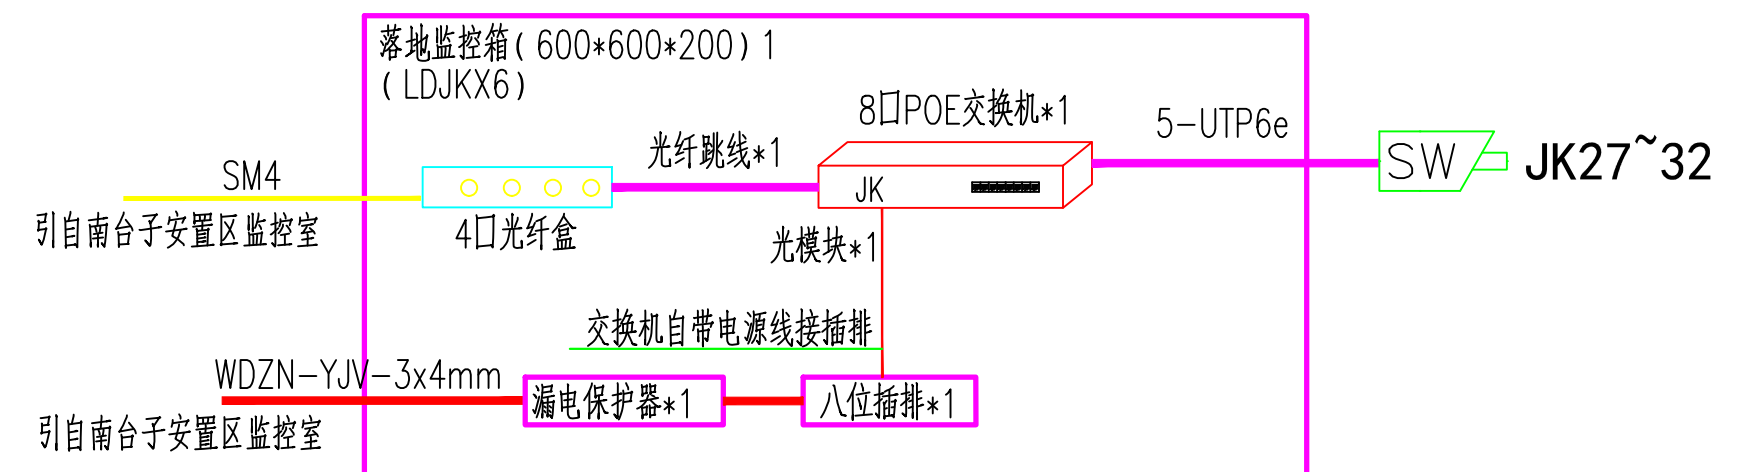 落地监控箱(600*600*200)1
(LDJKX6)
8口POE交换机*1
5-UTP6e
光纤跳线*1
SM4
JK
SW
JK27~32
引自南台子安置区监控室
4口光纤盒
光模块*1
交换机自带电源线接插排
WDZN-YJV-3x4mm
漏电保护器*1
八位插排*1
引自南台子安置区监控室